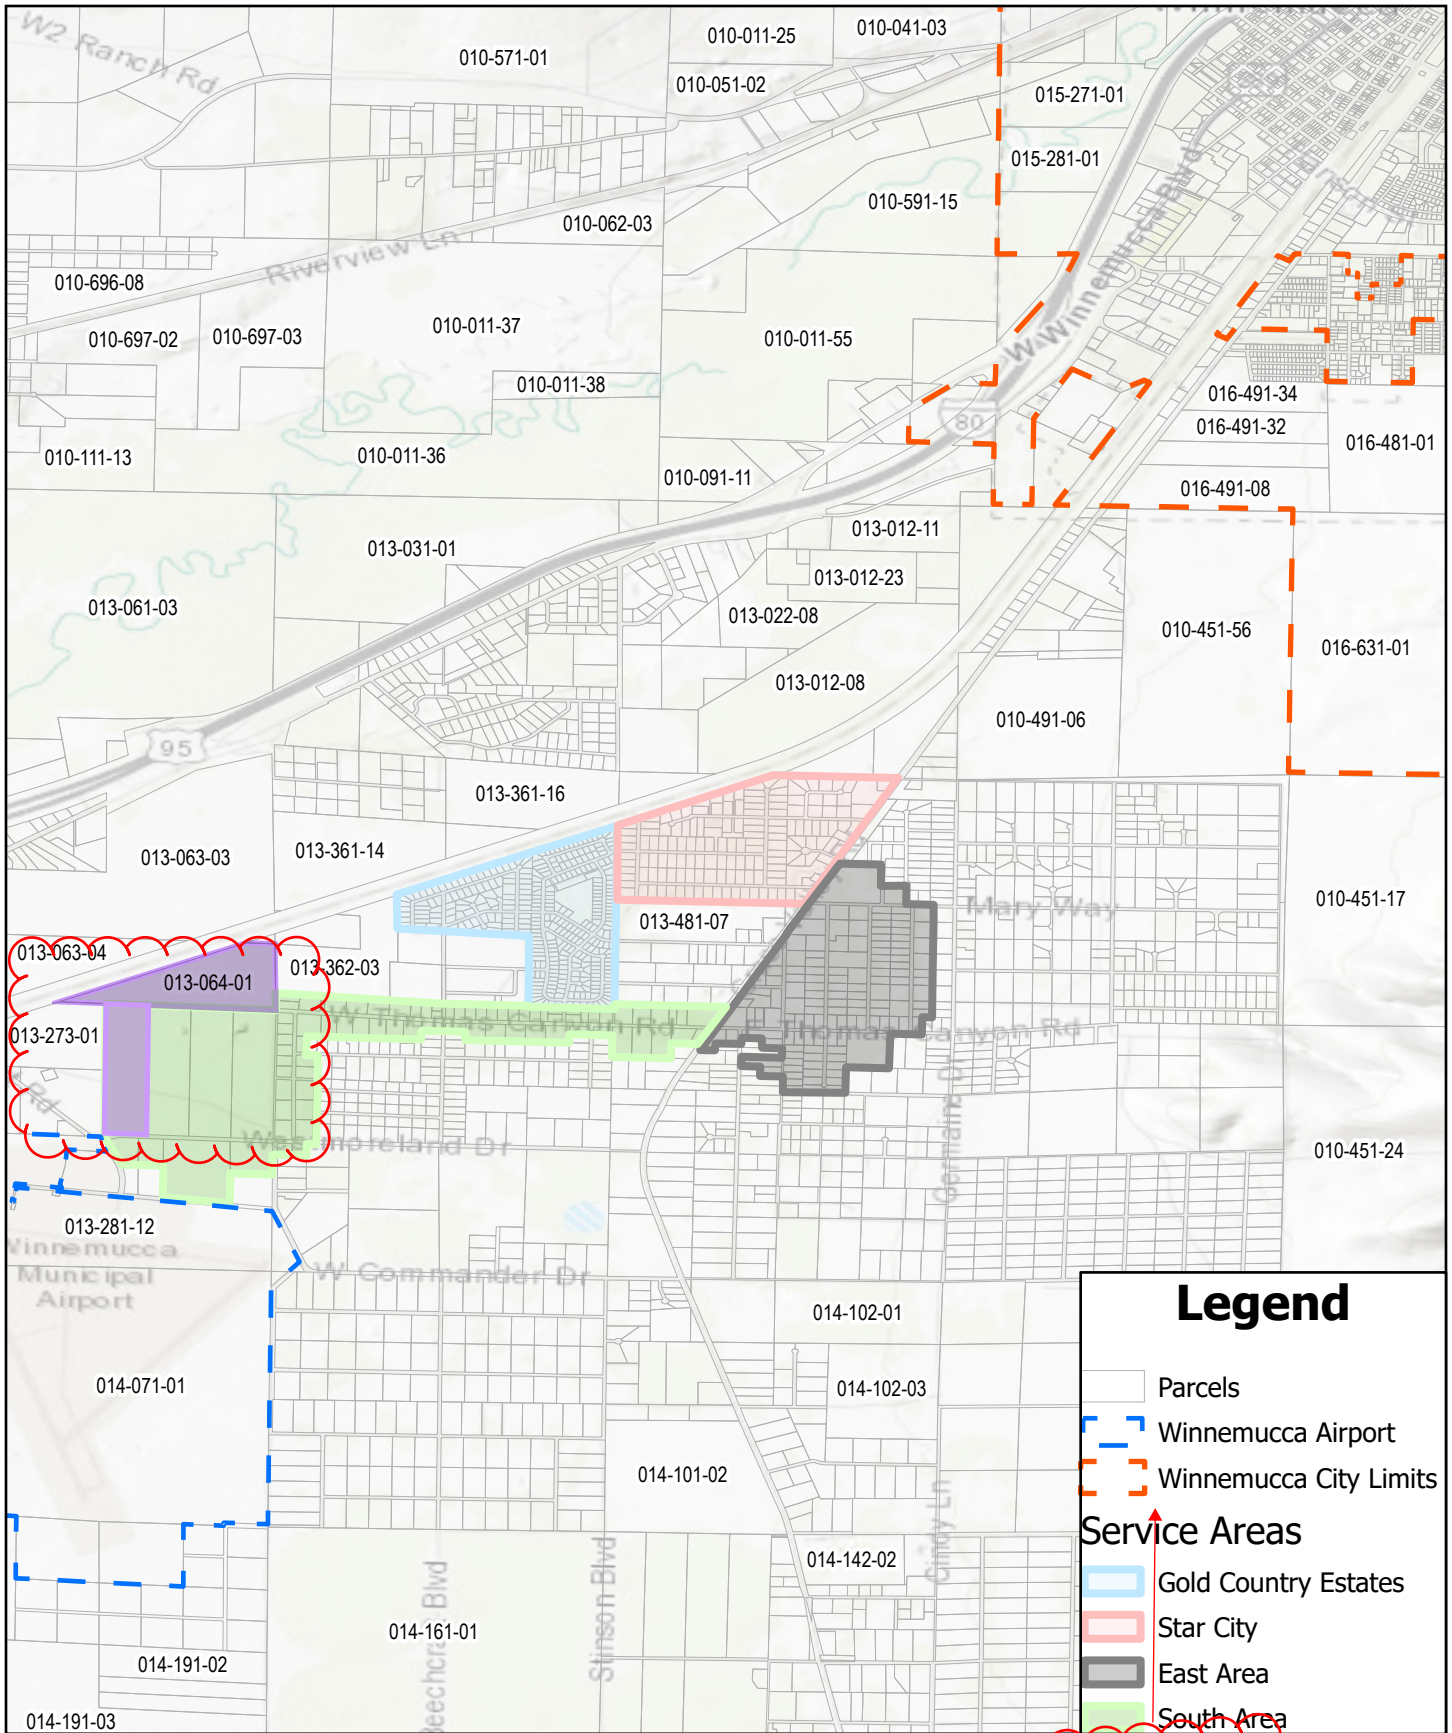 W2 Ranch Rd
010-571-01
010-011-25
010-041-03
010-051-02
015-271-01
015-281-01
010-591-15
010-062-03
W Winnemucca Blvd
Riverview Ln
010-696-08
010-697-02
010-697-03
010-011-37
010-011-55
010-011-38
016-491-34
016-491-32
016-481-01
80
010-111-13
010-011-36
010-091-11
016-491-08
013-012-11
013-031-01
013-012-23
013-061-03
013-022-08
010-451-56
016-631-01
013-012-08
010-491-06
95
013-361-16
013-063-03
013-361-14
010-451-17
Mary Way
013-481-07
013-063-04
013-064-01
013-362-03
W Thomas Canyon Rd
E Thomas Canyon Rd
013-273-01
Rd
Westmoreland Dr
Germaine Dr
010-451-24
013-281-12
Winnemucca
Municipal
Airport
W Commander Dr
014-102-01
014-071-01
014-102-03
014-101-02
Cindy Ln
014-142-02
Beechcraft Blvd
Stinson Blvd
014-161-01
014-191-02
014-191-03
Legend
Parcels
Winnemucca Airport
Winnemucca City Limits
Service Areas
Gold Country Estates
Star City
East Area
South Area